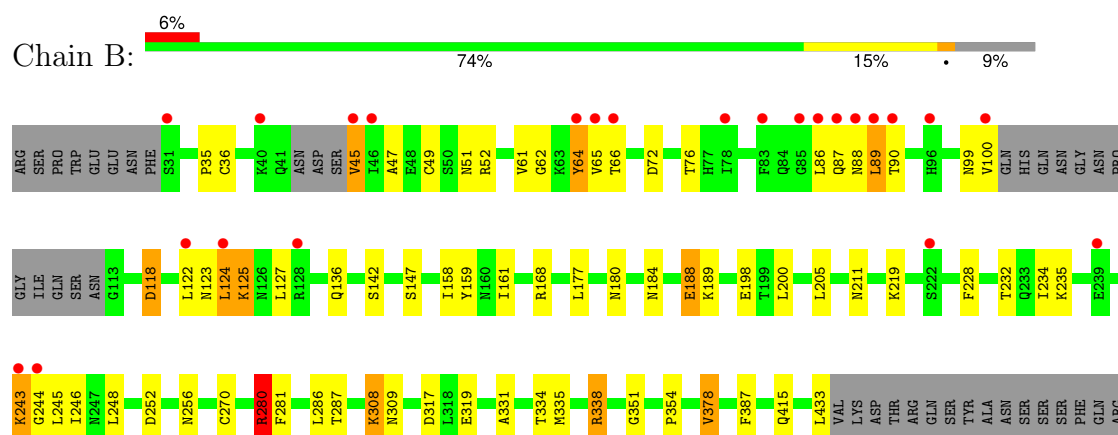 6%
Chain B:
74% 15% • 9%
ARG SER PRO TRP GLU GLU ASN PHE S31 P35 C36 K40 Q41 ASN ASP SER V45 I46 A47 E48 C49 S50 N51 R52 V61 G62 K63 Y64 V65 T66 D72 T76 H77 I78 F83 Q84 G85 L86 Q87 N88 L89 T90 H96 N99 V100 GLN HIS GLN ASN GLY ASN PRO
GLY ILE GLN SER ASN G113 D118 L122 N123 L124 K125 N126 L127 R128 Q136 S142 S147 I158 Y159 N160 I161 R168 L177 N180 N184 E188 K189 E198 T199 L200 L205 N211 K219 S222 F228 T232 Q233 I234 K235 E239
K243 G244 L245 I246 N247 L248 D252 N256 C270 R280 F281 L286 T287 K308 N309 D317 L318 E319 A331 T334 M335 R338 G351 P354 V378 F387 Q415 L433 VAL LYS ASP THR ARG GLN SER TYR ALA ASN SER SER SER PHE GLN ARG